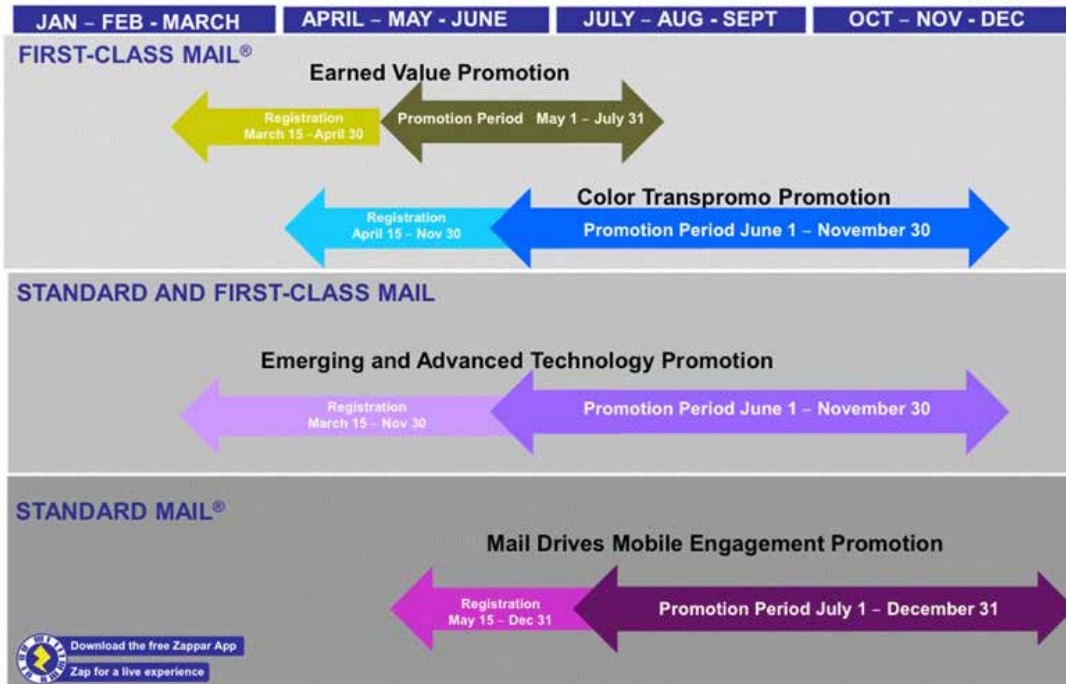 JAN – FEB - MARCH
APRIL – MAY - JUNE
JULY – AUG - SEPT
OCT – NOV - DEC
FIRST-CLASS MAIL®
Earned Value Promotion
Registration
March 15 – April 30
Promotion Period May 1 – July 31
Color Transpromo Promotion
Registration
April 15 – Nov 30
Promotion Period June 1 – November 30
STANDARD AND FIRST-CLASS MAIL
Emerging and Advanced Technology Promotion
Registration
March 15 – Nov 30
Promotion Period June 1 – November 30
STANDARD MAIL®
Mail Drives Mobile Engagement Promotion
Registration
May 15 – Dec 31
Promotion Period July 1 – December 31
Download the free Zappar App
Zap for a live experience